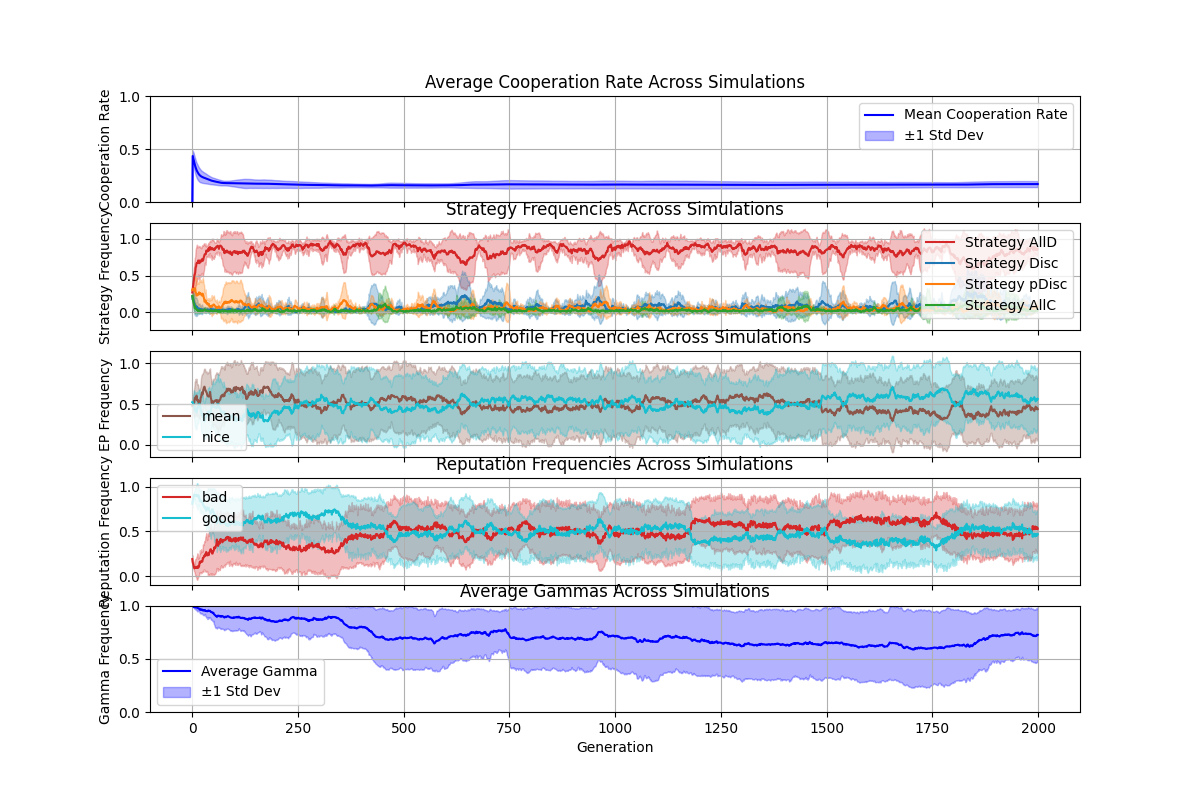 Average Cooperation Rate Across Simulations
Cooperation Rate
1.0
0.5
0.0
Mean Cooperation Rate
±1 Std Dev
Strategy Frequencies Across Simulations
Strategy Frequency
1.0
0.5
0.0
Strategy AllD
Strategy Disc
Strategy pDisc
Strategy AllC
Emotion Profile Frequencies Across Simulations
EP Frequency
1.0
0.5
0.0
mean
nice
Reputation Frequencies Across Simulations
Reputation Frequency
1.0
0.5
0.0
bad
good
Average Gammas Across Simulations
Gamma Frequency
1.0
0.5
0.0
Average Gamma
±1 Std Dev
0 250 500 750 1000 1250 1500 1750 2000
Generation